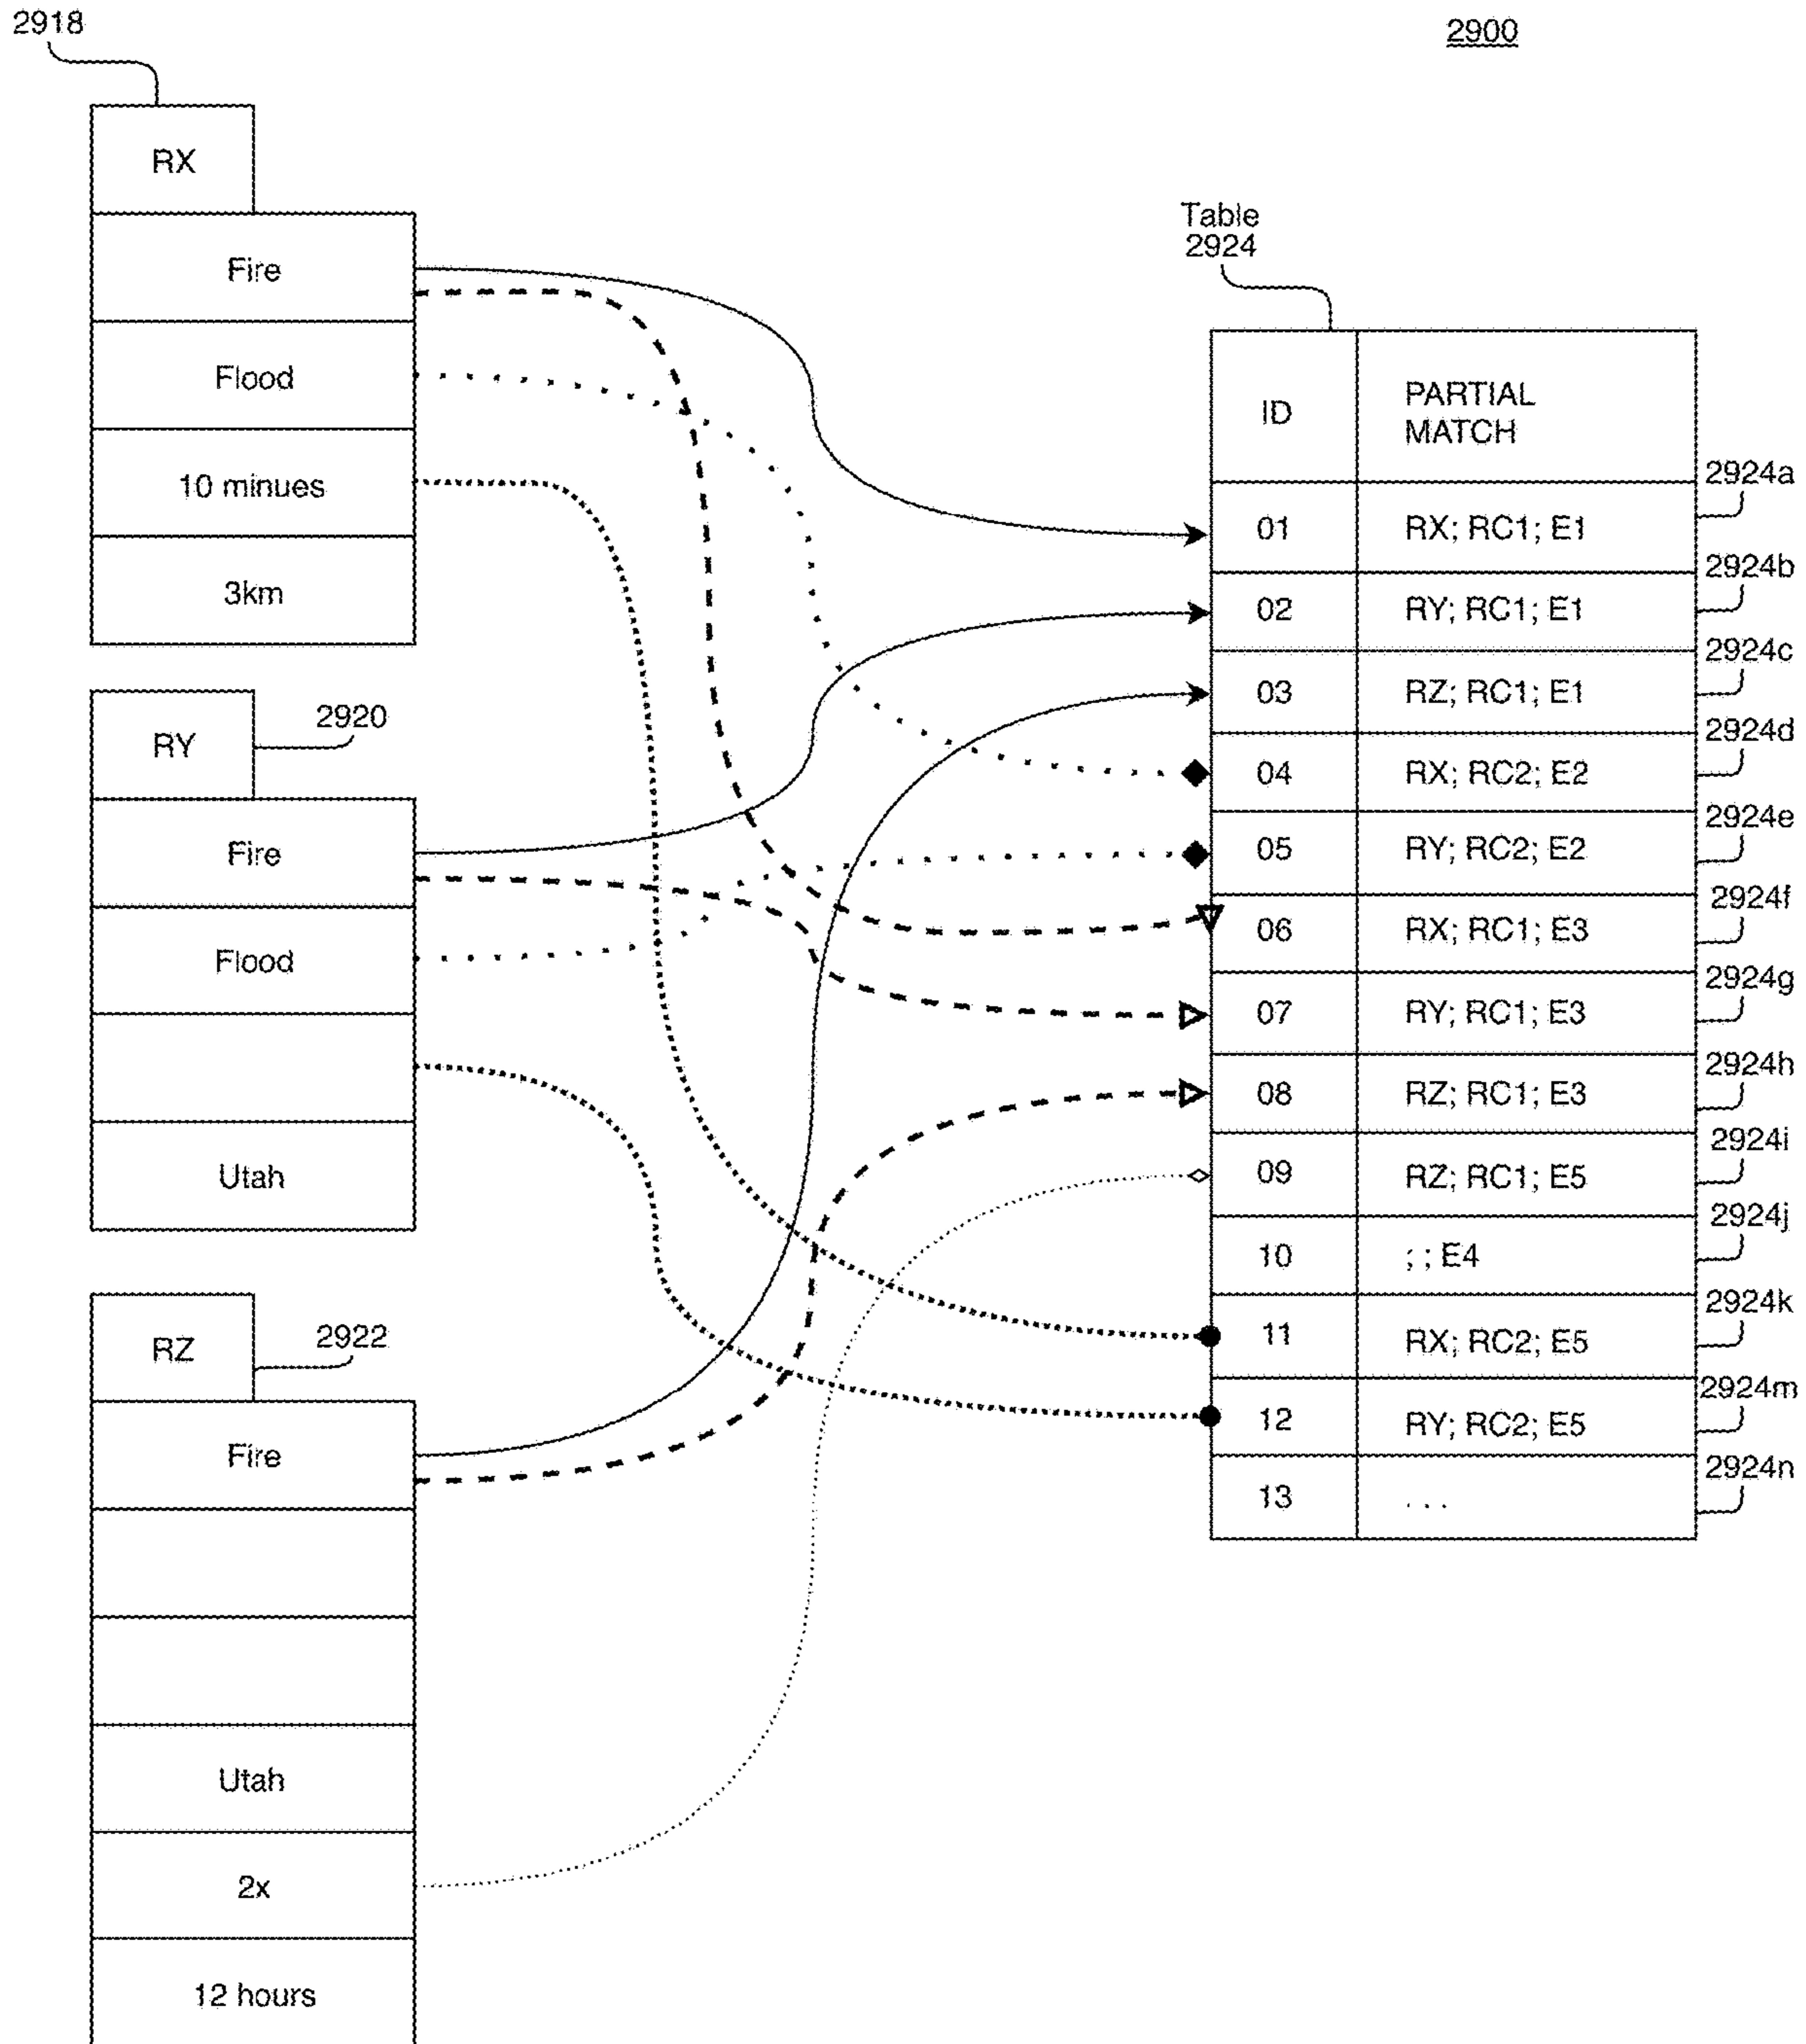 2918
2900
RX
Fire
Flood
10 minues
3km
RY
2920
Fire
Flood
Utah
RZ
2922
Fire
Utah
2x
12 hours
Table
2924
ID
PARTIAL
MATCH
2924a
01 RX; RC1; E1
2924b
02 RY; RC1; E1
2924c
03 RZ; RC1; E1
2924d
04 RX; RC2; E2
2924e
05 RY; RC2; E2
2924f
06 RX; RC1; E3
2924g
07 RY; RC1; E3
2924h
08 RZ; RC1; E3
2924i
09 RZ; RC1; E5
2924j
10 ; ; E4
2924k
11 RX; RC2; E5
2924m
12 RY; RC2; E5
2924n
13 . . .